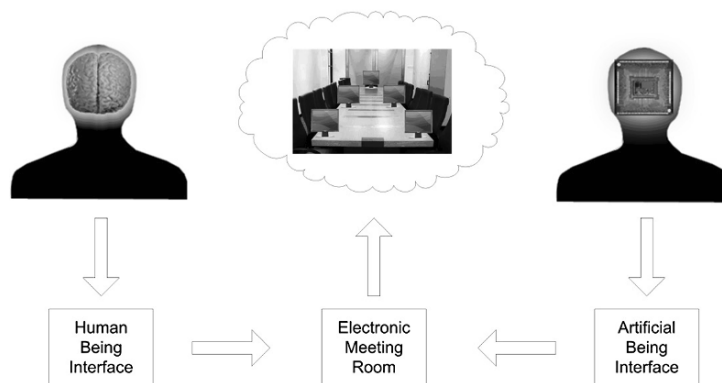 Human
Being
Interface
Electronic
Meeting
Room
Artificial
Being
Interface